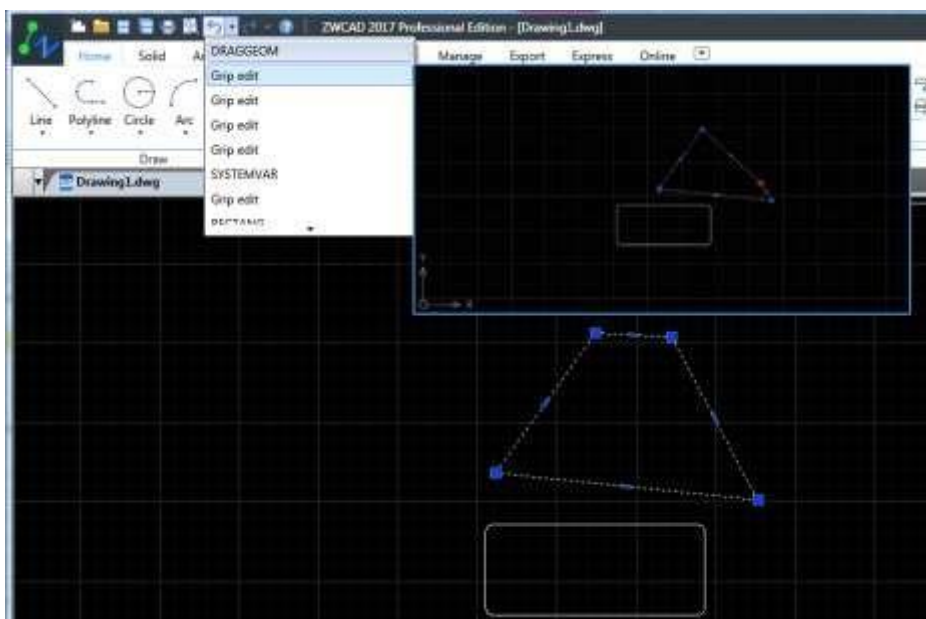 ZWCAD 2017 Professional Edition - [Drawing1.dwg]
Home Solid
Manage Export Express Online
DRAGGEOM
Grip edit
Grip edit
Grip edit
Grip edit
SYSTEMVAR
Grip edit
RECTANG
Line Polyline Circle Arc
Draw
Drawing1.dwg
Y
X